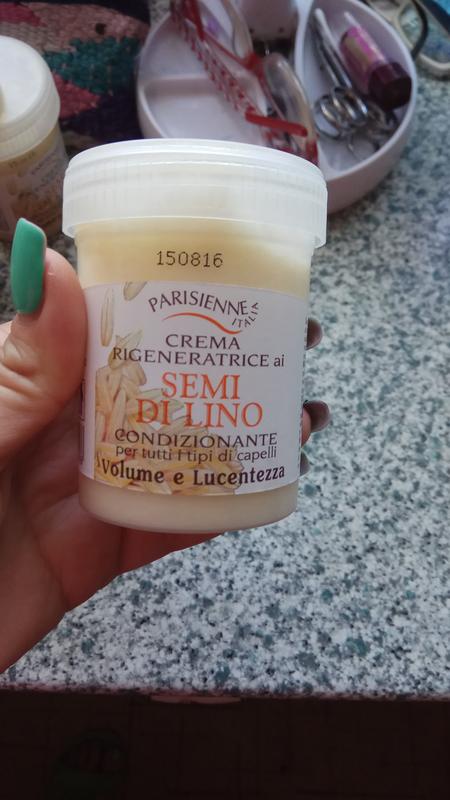 150816
PARISIENNE
ITALIA
CREMA
RIGENERATRICE ai
SEMI
DI LINO
CONDIZIONANTE
per tutti i tipi di capelli
Volume e Lucentezza